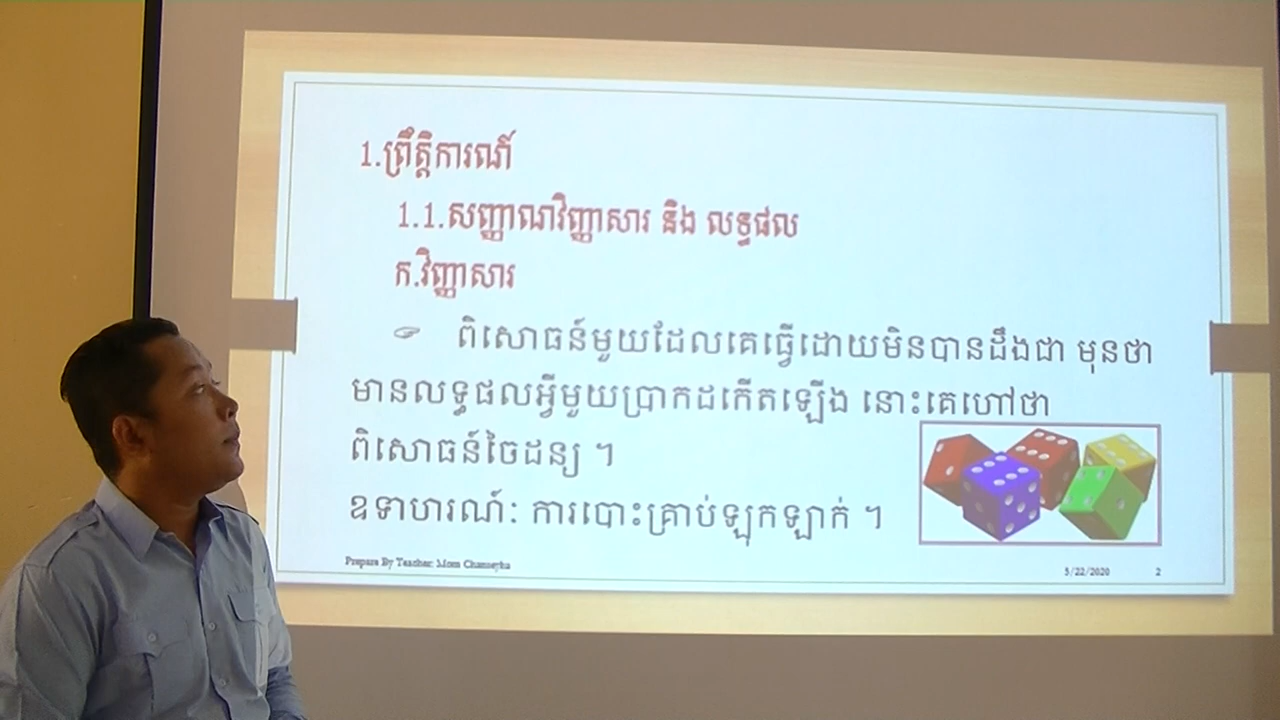 1.ព្រឹត្តិការណ៍
1.1.សញ្ញាណវិញ្ញាសារ និង លទ្ធផល
ក.វិញ្ញាសារ
ពិសោធន៍មួយដែលគេធ្វើដោយមិនបានដឹងជា មុនថា
មានលទ្ធផលអ្វីមួយប្រាកដកើតឡើង នោះគេហៅថា
ពិសោធន៍ចៃដន្យ ។
ឧទាហរណ៍: ការបោះគ្រាប់ឡុកឡាក់ ។
Prepare By Teacher: Morn Chanseyha
5/22/2020
2